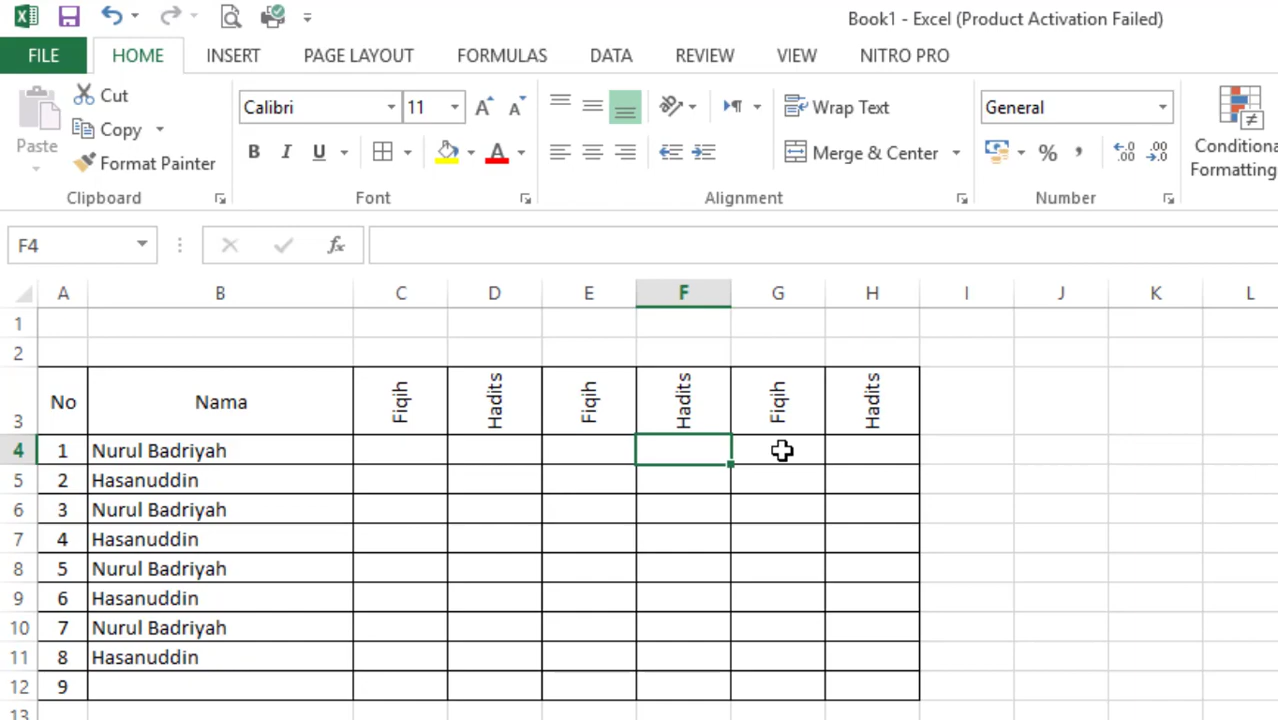 Book1 - Excel (Product Activation Failed)
FILE HOME INSERT PAGE LAYOUT FORMULAS DATA REVIEW VIEW NITRO PRO
Paste
Cut
Copy
Format Painter
Clipboard
Calibri 11 A A
B I U A
Font
Wrap Text
Merge & Center
Alignment
General
% , .00 .0 .00
Number
Conditiona
Formatting
F4 fx
A B C D E F G H I J K L
1
2
3 No Nama Fiqih Hadits Fiqih Hadits Fiqih Hadits
4 1 Nurul Badriyah
5 2 Hasanuddin
6 3 Nurul Badriyah
7 4 Hasanuddin
8 5 Nurul Badriyah
9 6 Hasanuddin
10 7 Nurul Badriyah
11 8 Hasanuddin
12 9
13